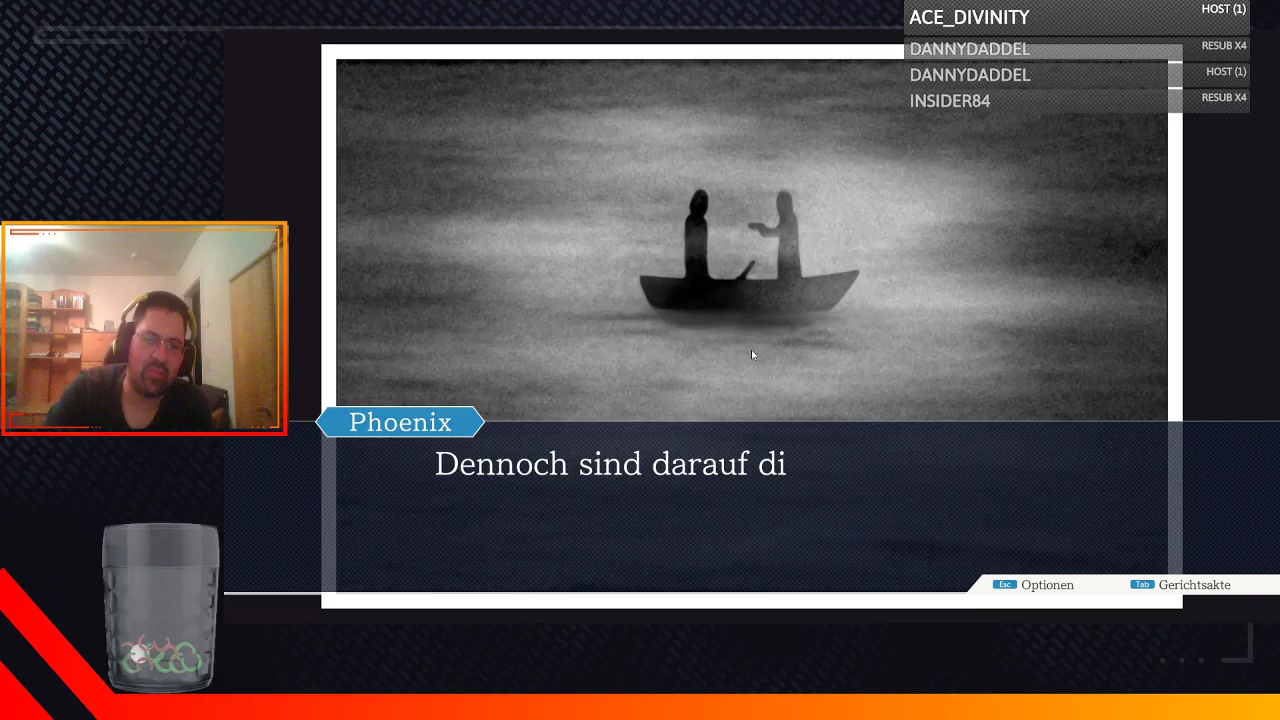 ACE_DIVINITY HOST (1)
DANNYDADDEL RESUB X4
DANNYDADDEL HOST (1)
INSIDER84 RESUB X4
Phoenix
Dennoch sind darauf di
Esc Optionen Tab Gerichtsakte